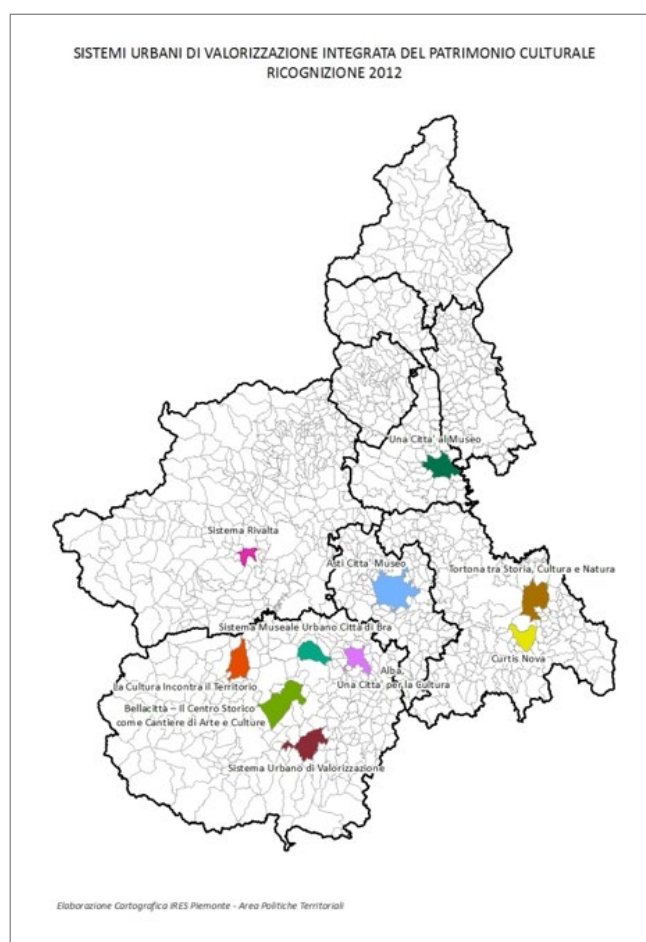 SISTEMI URBANI DI VALORIZZAZIONE INTEGRATA DEL PATRIMONIO CULTURALE
RICOGNIZIONE 2012
Una Citta' al Museo
Sistema Rivalta
Asti Citta' Museo
Tortona tra Storia, Cultura e Natura
Sistema Museale Urbano Città di Bra
Curtis Nova
Alba,
Una Citta' per la Cultura
La Cultura Incontra il Territorio
Bellacittà – Il Centro Storico
come Cantiere di Arte e Culture
Sistema Urbano di Valorizzazione
Elaborazione Cartografica IRES Piemonte - Area Politiche Territoriali